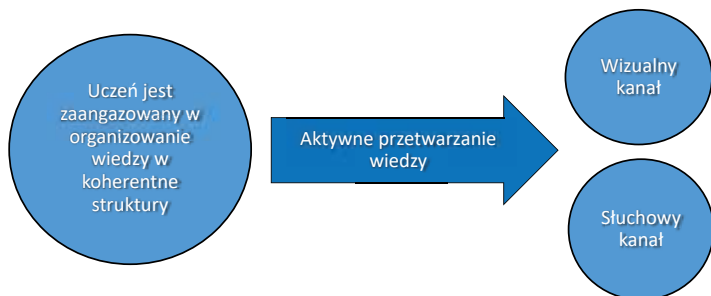 Uczeń jest
zaangazowany w
organizowanie
wiedzy w
koherentne
struktury
Aktywne przetwarzanie
wiedzy
Wizualny
kanał
Słuchowy
kanał